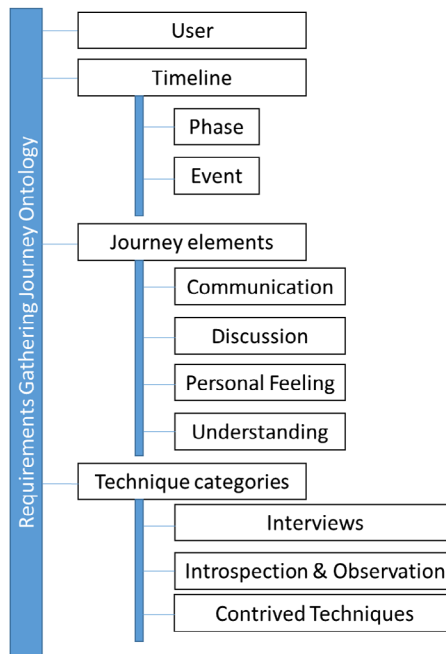 Requirements Gathering Journey Ontology
User
Timeline
Phase
Event
Journey elements
Communication
Discussion
Personal Feeling
Understanding
Technique categories
Interviews
Introspection & Observation
Contrived Techniques